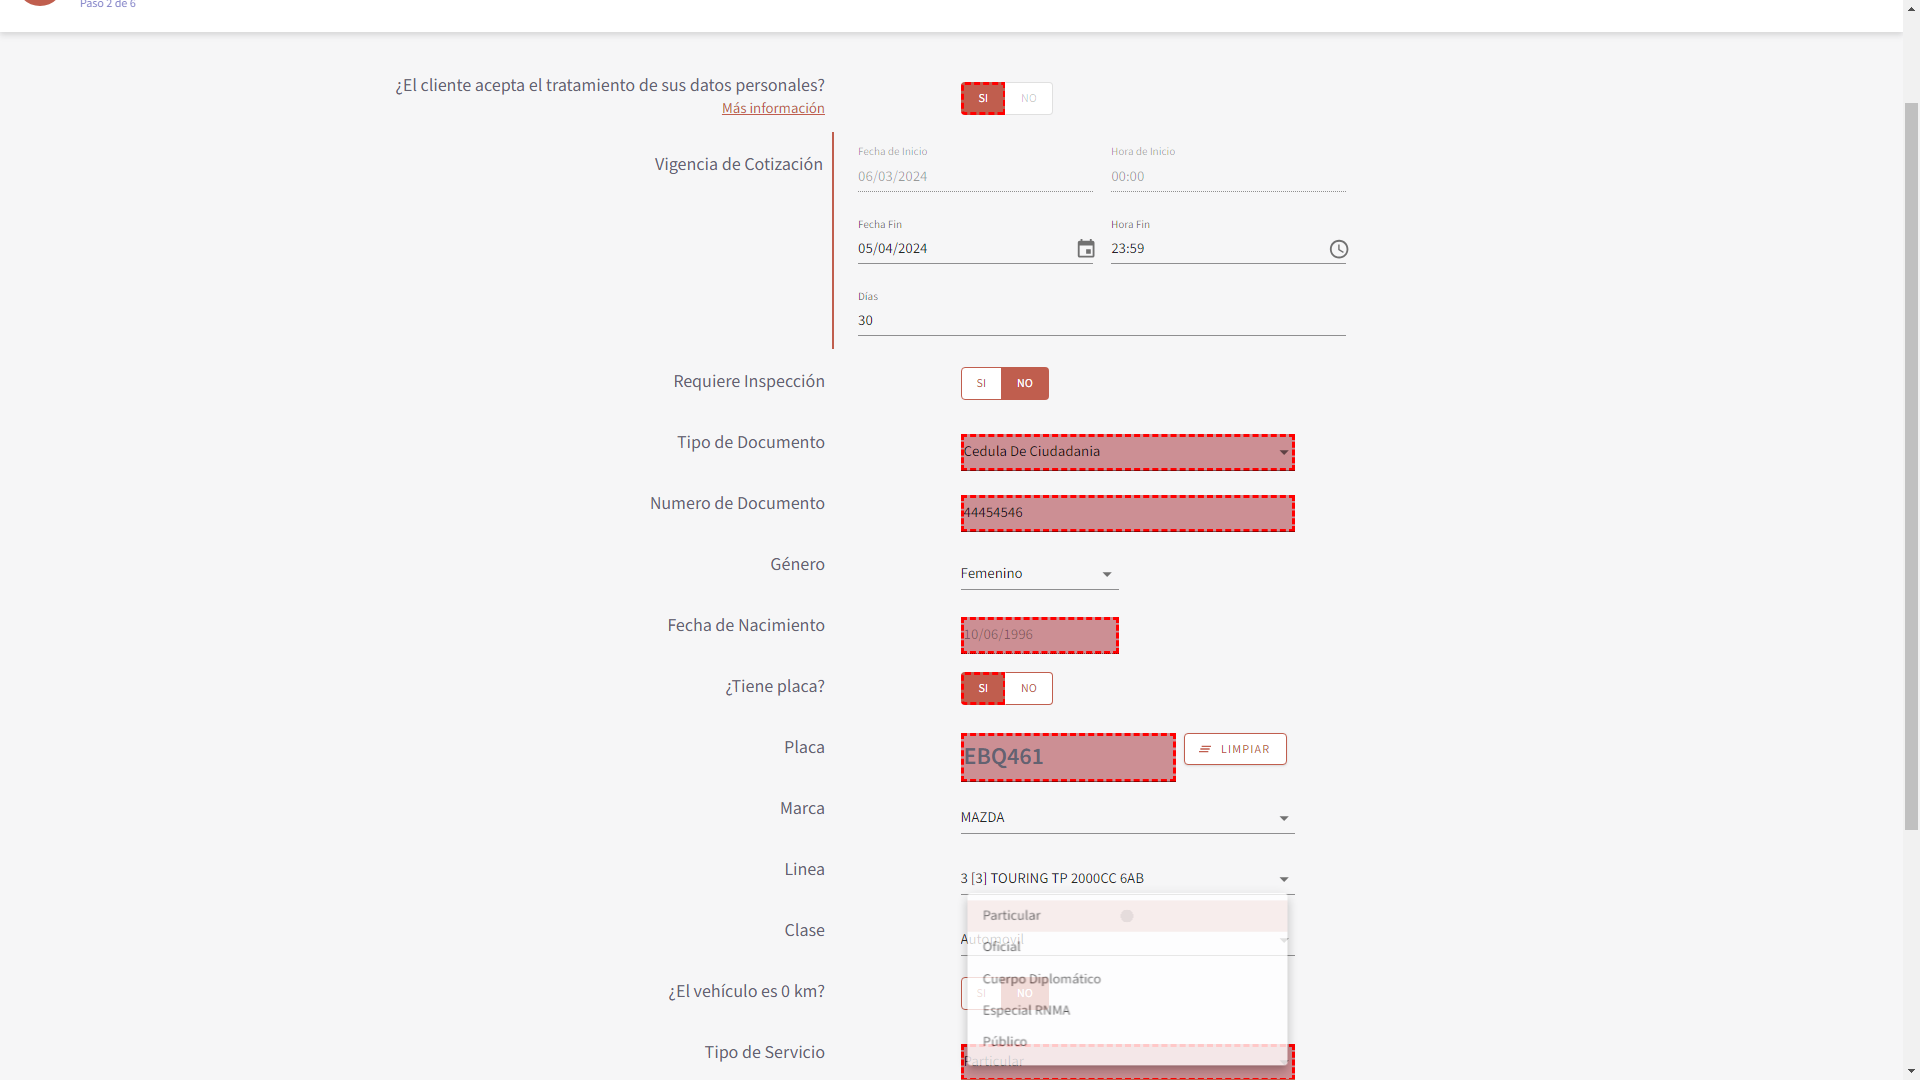 Paso 2 de 6
¿El cliente acepta el tratamiento de sus datos personales?
Más información
SI NO
Vigencia de Cotización
Fecha de Inicio Hora de Inicio
06/03/2024 00:00
Fecha Fin Hora Fin
05/04/2024 23:59
Días
30
Requiere Inspección SI NO
Tipo de Documento Cedula De Ciudadania
Numero de Documento 44454546
Género Femenino
Fecha de Nacimiento 10/06/1996
¿Tiene placa? SI NO
Placa EBQ461 LIMPIAR
Marca MAZDA
Linea 3 [3] TOURING TP 2000CC 6AB
Particular
Clase Automovil
Oficial
Cuerpo Diplomático
¿El vehículo es 0 km? SI NO
Especial RNMA
Público
Tipo de Servicio Particular